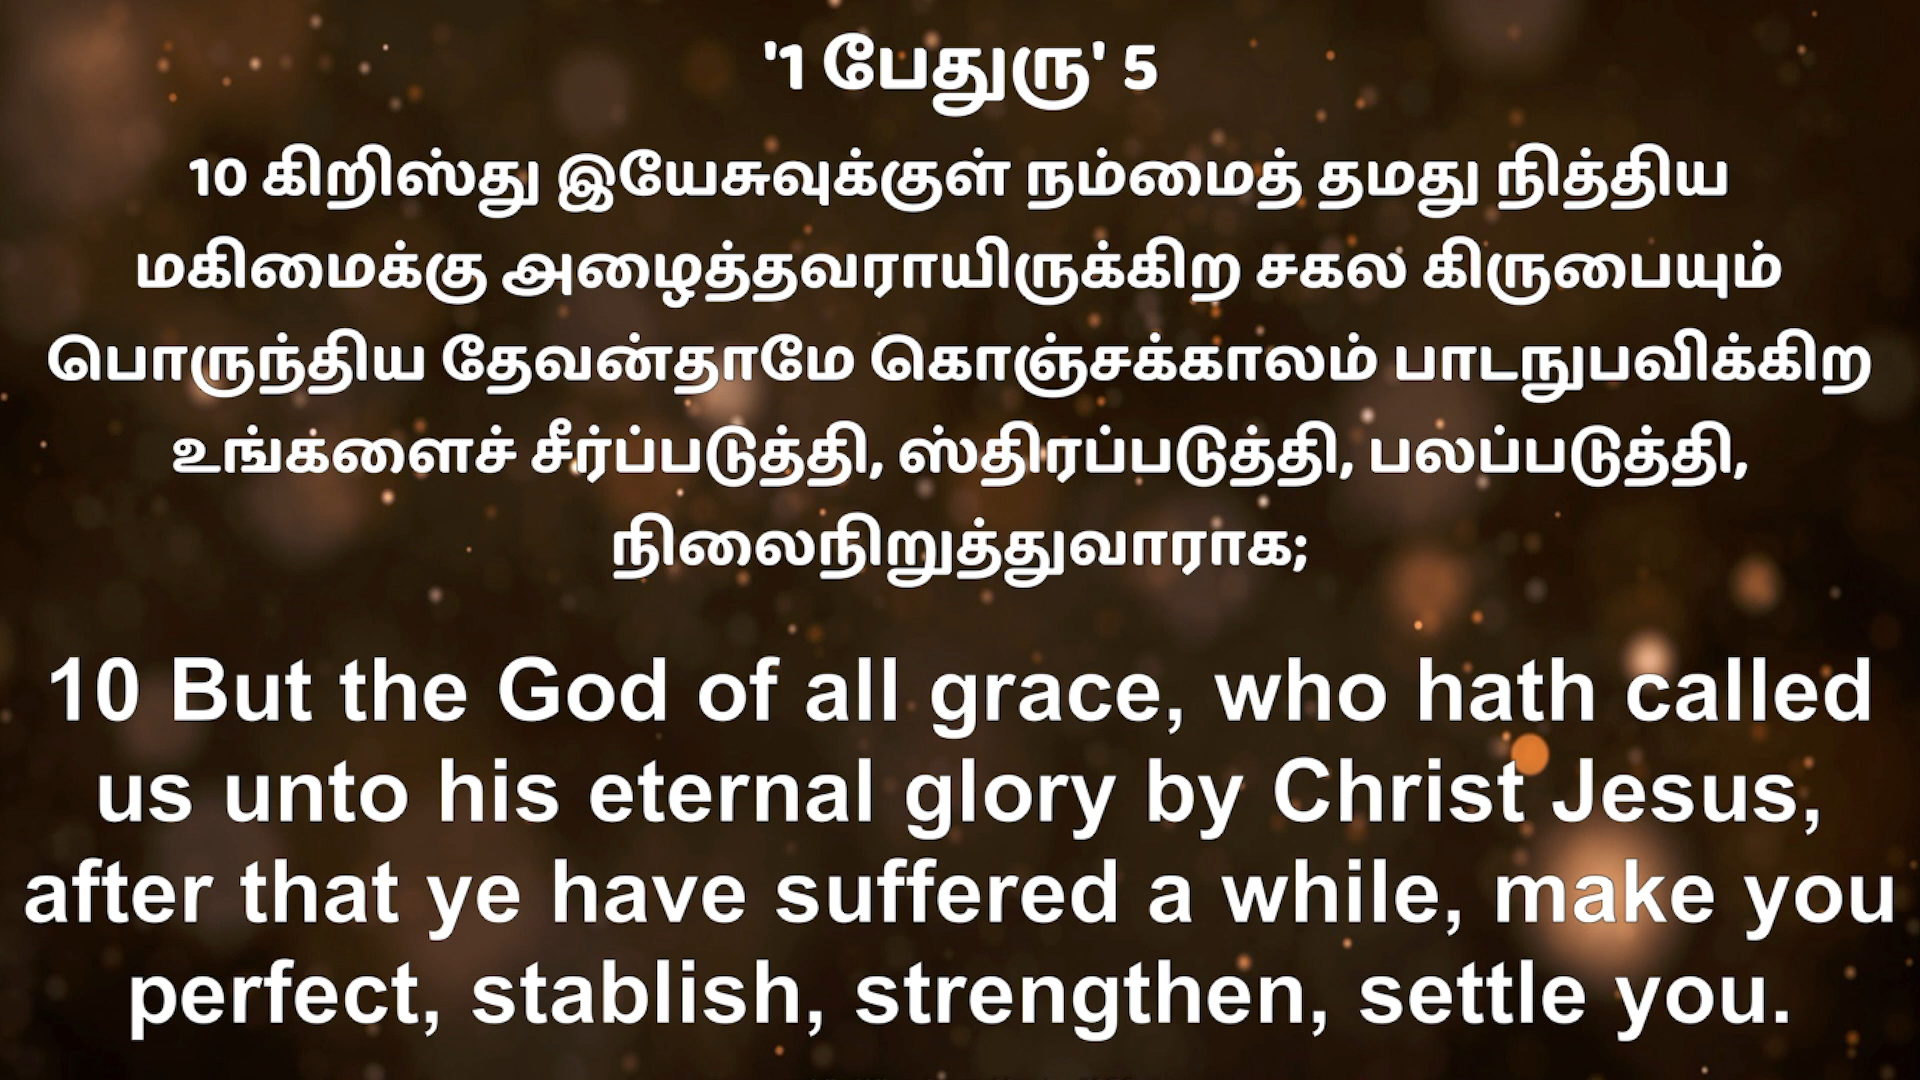 '1 பேதுரு' 5
10 கிறிஸ்து இயேசுவுக்குள் நம்மைத் தமது நித்திய
மகிமைக்கு அழைத்தவராயிருக்கிற சகல கிருபையும்
பொருந்திய தேவன்தாமே கொஞ்சக்காலம் பாடநுபவிக்கிற
உங்களைச் சீர்ப்படுத்தி, ஸ்திரப்படுத்தி, பலப்படுத்தி,
நிலைநிறுத்துவாராக;
10 But the God of all grace, who hath called
us unto his eternal glory by Christ Jesus,
after that ye have suffered a while, make you
perfect, stablish, strengthen, settle you.